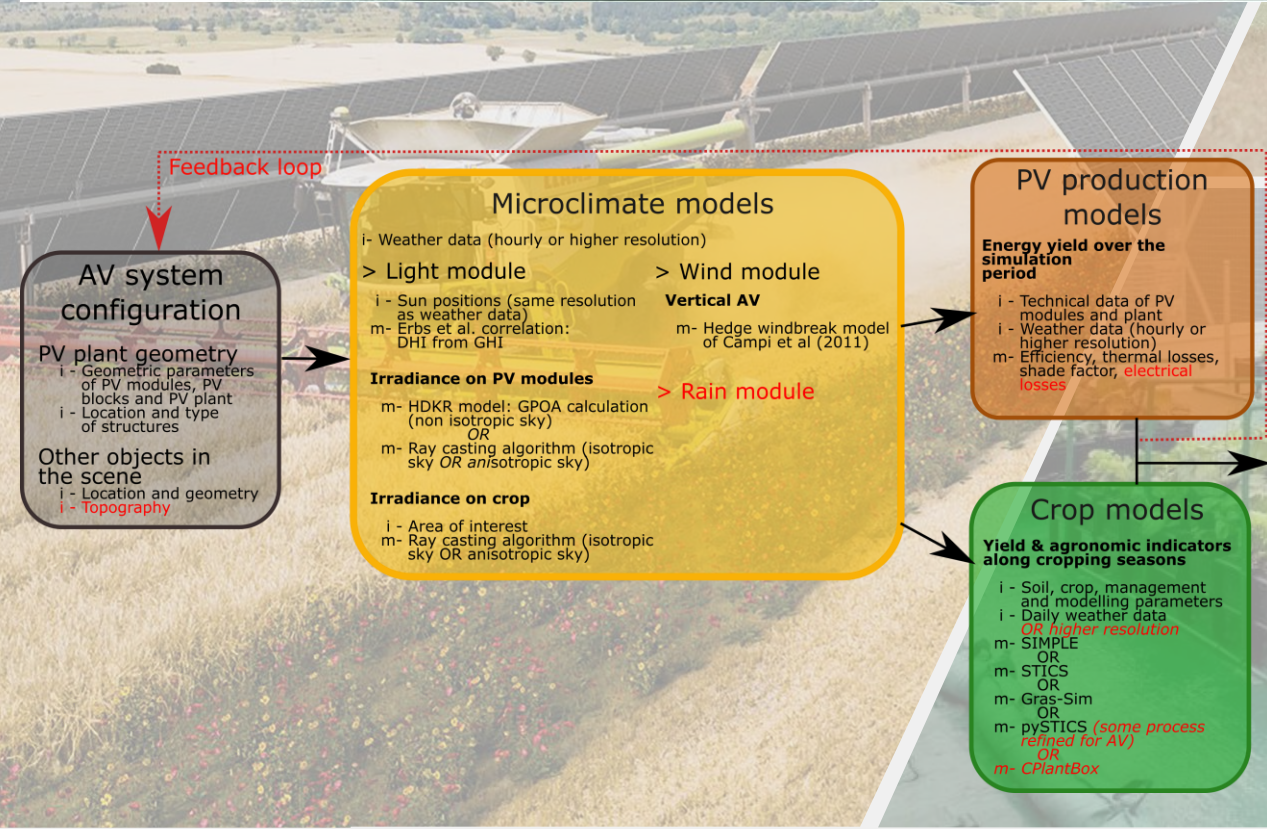 Feedback loop
AV system
configuration
PV plant geometry
i - Geometric parameters
of PV modules, PV
blocks and PV plant
i - Location and type
of structures
Other objects in
the scene
i - Location and geometry
i - Topography
Microclimate models
i- Weather data (hourly or higher resolution)
> Light module
i - Sun positions (same resolution
as weather data)
m- Erbs et al. correlation:
DHI from GHI
Irradiance on PV modules
m- HDKR model: GPOA calculation
(non isotropic sky)
OR
m- Ray casting algorithm (isotropic
sky OR anisotropic sky)
Irradiance on crop
i - Area of interest
m- Ray casting algorithm (isotropic
sky OR anisotropic sky)
> Wind module
Vertical AV
m- Hedge windbreak model
of Campi et al (2011)
> Rain module
PV production
models
Energy yield over the
simulation
period
i - Technical data of PV
modules and plant
i - Weather data (hourly or
higher resolution)
m- Efficiency, thermal losses,
shade factor, electrical
losses
Crop models
Yield & agronomic indicators
along cropping seasons
i - Soil, crop, management
and modelling parameters
i - Daily weather data
OR higher resolution
m- SIMPLE
OR
m- STICS
OR
m- Gras-Sim
OR
m- pySTICS (some process
refined for AV)
OR
m- CPlantBox